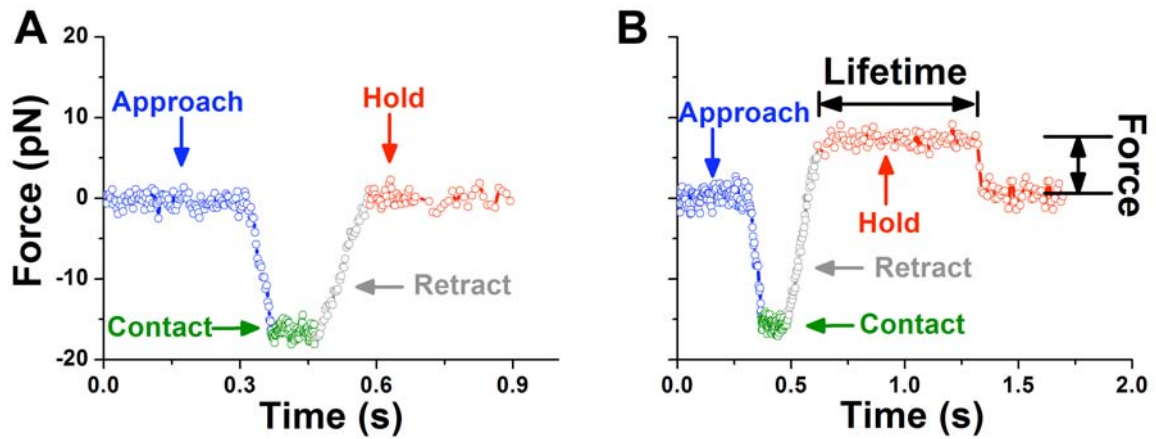 A
Force (pN)
20
10
0
-10
-20
Approach
Hold
Retract
Contact
0.0 0.3 0.6 0.9
Time (s)
B
Lifetime
Approach
Force
Hold
Retract
Contact
0.0 0.5 1.0 1.5 2.0
Time (s)